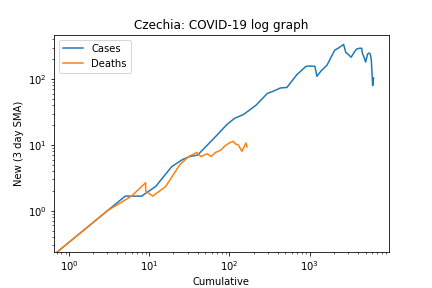 Czechia: COVID-19 log graph
Cases
Deaths
New (3 day SMA)
10²
10¹
10⁰
10⁰ 10¹ 10² 10³
Cumulative